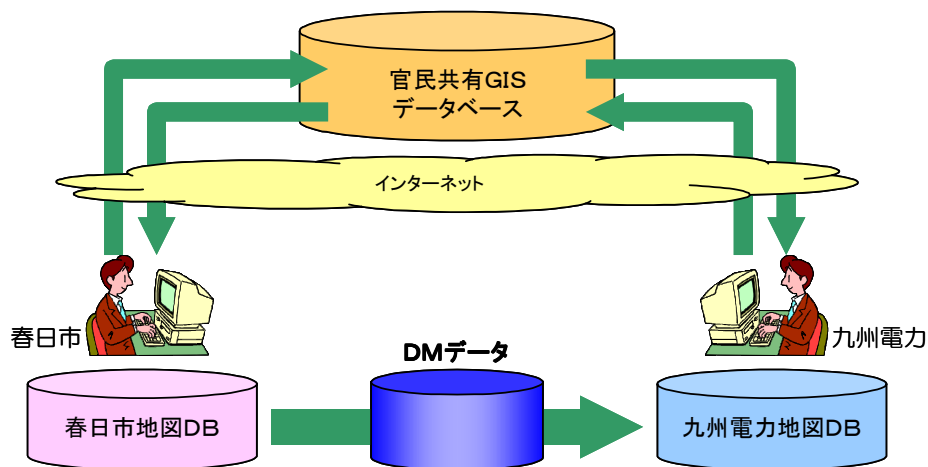 官民共有GIS
データベース
インターネット
春日市
九州電力
DMデータ
春日市地図DB
九州電力地図DB